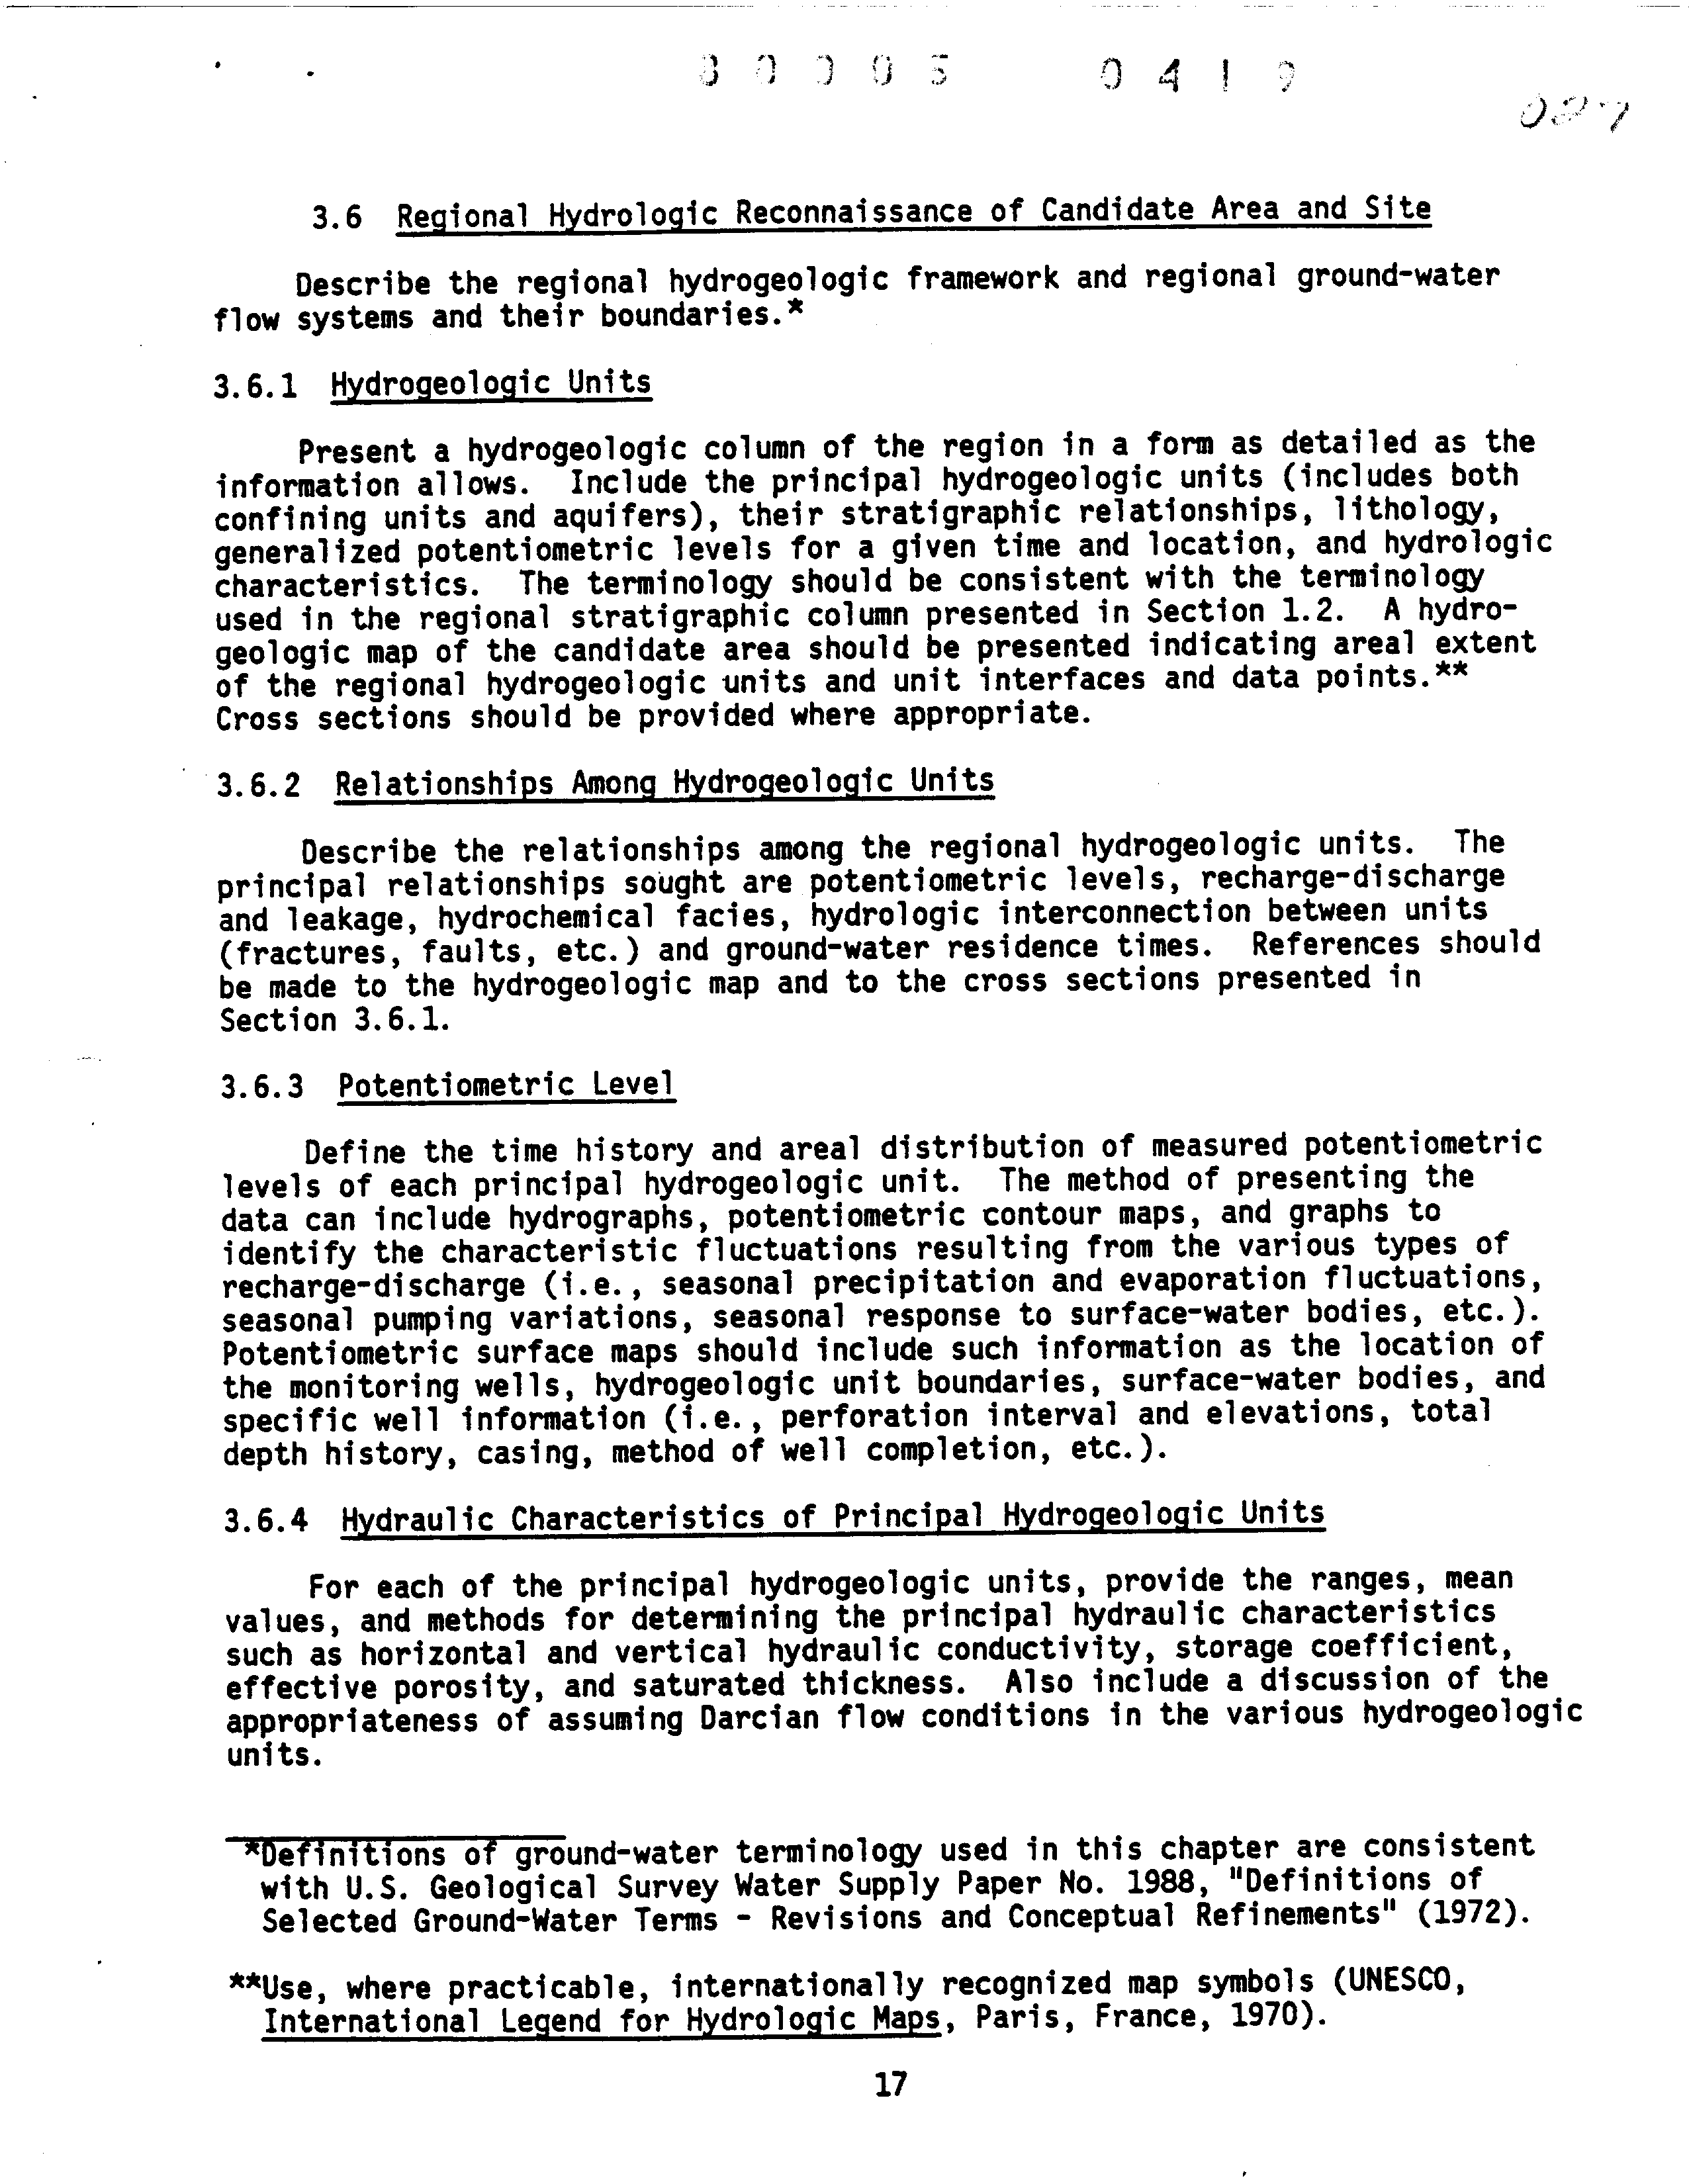 0 4 1 9
3.6 Regional Hydrologic Reconnaissance of Candidate Area and Site
Describe the regional hydrogeologic framework and regional ground-water
flow systems and their boundaries.*
3.6.1 Hydrogeologic Units
Present a hydrogeologic column of the region in a form as detailed as the
information allows. Include the principal hydrogeologic units (includes both
confining units and aquifers), their stratigraphic relationships, lithology,
generalized potentiometric levels for a given time and location, and hydrologic
characteristics. The terminology should be consistent with the terminology
used in the regional stratigraphic column presented in Section 1.2. A hydro-
geologic map of the candidate area should be presented indicating areal extent
of the regional hydrogeologic units and unit interfaces and data points.**
Cross sections should be provided where appropriate.
3.6.2 Relationships Among Hydrogeologic Units
Describe the relationships among the regional hydrogeologic units. The
principal relationships sought are potentiometric levels, recharge-discharge
and leakage, hydrochemical facies, hydrologic interconnection between units
(fractures, faults, etc.) and ground-water residence times. References should
be made to the hydrogeologic map and to the cross sections presented in
Section 3.6.1.
3.6.3 Potentiometric Level
Define the time history and areal distribution of measured potentiometric
levels of each principal hydrogeologic unit. The method of presenting the
data can include hydrographs, potentiometric contour maps, and graphs to
identify the characteristic fluctuations resulting from the various types of
recharge-discharge (i.e., seasonal precipitation and evaporation fluctuations,
seasonal pumping variations, seasonal response to surface-water bodies, etc.).
Potentiometric surface maps should include such information as the location of
the monitoring wells, hydrogeologic unit boundaries, surface-water bodies, and
specific well information (i.e., perforation interval and elevations, total
depth history, casing, method of well completion, etc.).
3.6.4 Hydraulic Characteristics of Principal Hydrogeologic Units
For each of the principal hydrogeologic units, provide the ranges, mean
values, and methods for determining the principal hydraulic characteristics
such as horizontal and vertical hydraulic conductivity, storage coefficient,
effective porosity, and saturated thickness. Also include a discussion of the
appropriateness of assuming Darcian flow conditions in the various hydrogeologic
units.
*Definitions of ground-water terminology used in this chapter are consistent
with U.S. Geological Survey Water Supply Paper No. 1988, "Definitions of
Selected Ground-Water Terms - Revisions and Conceptual Refinements" (1972).
**Use, where practicable, internationally recognized map symbols (UNESCO,
International Legend for Hydrologic Maps, Paris, France, 1970).
17